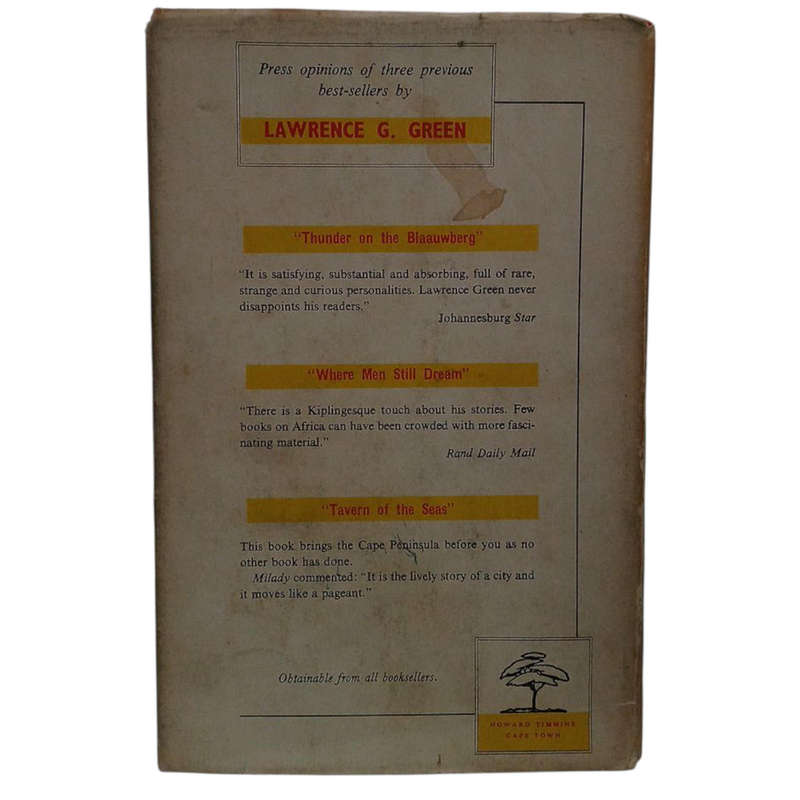 Press opinions of three previous
best-sellers by
LAWRENCE G. GREEN
"Thunder on the Blaauwberg"
"It is satisfying, substantial and absorbing, full of rare,
strange and curious personalities. Lawrence Green never
disappoints his readers."
Johannesburg Star
"Where Men Still Dream"
"There is a Kiplingesque touch about his stories. Few
books on Africa can have been crowded with more fasci-
nating material."
Rand Daily Mail
"Tavern of the Seas"
This book brings the Cape Peninsula before you as no
other book has done.
Milady commented: "It is the lively story of a city and
it moves like a pageant."
Obtainable from all booksellers.
HOWARD TIMMINS
CAPE TOWN